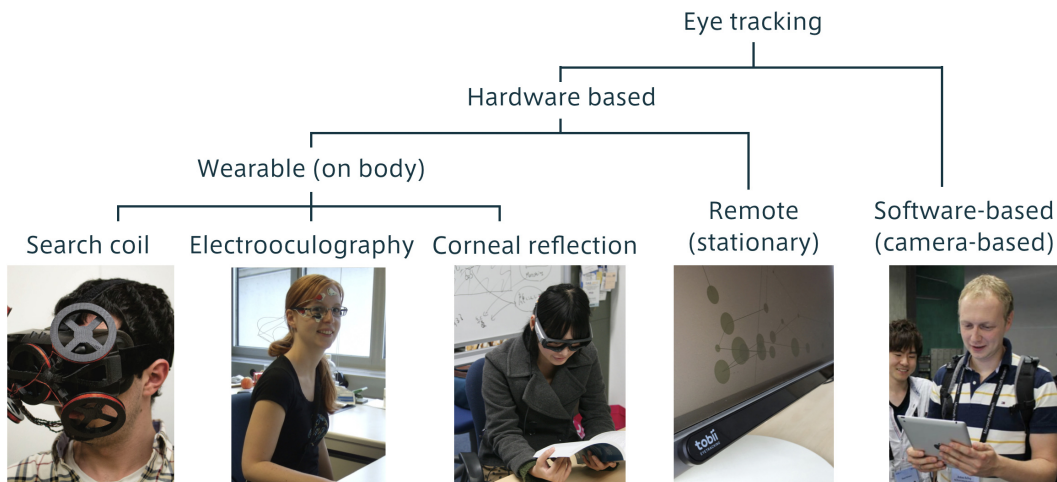 Eye tracking
Hardware based
Wearable (on body)
Remote
(stationary)
Software-based
(camera-based)
Search coil
Electrooculography
Corneal reflection
tobii